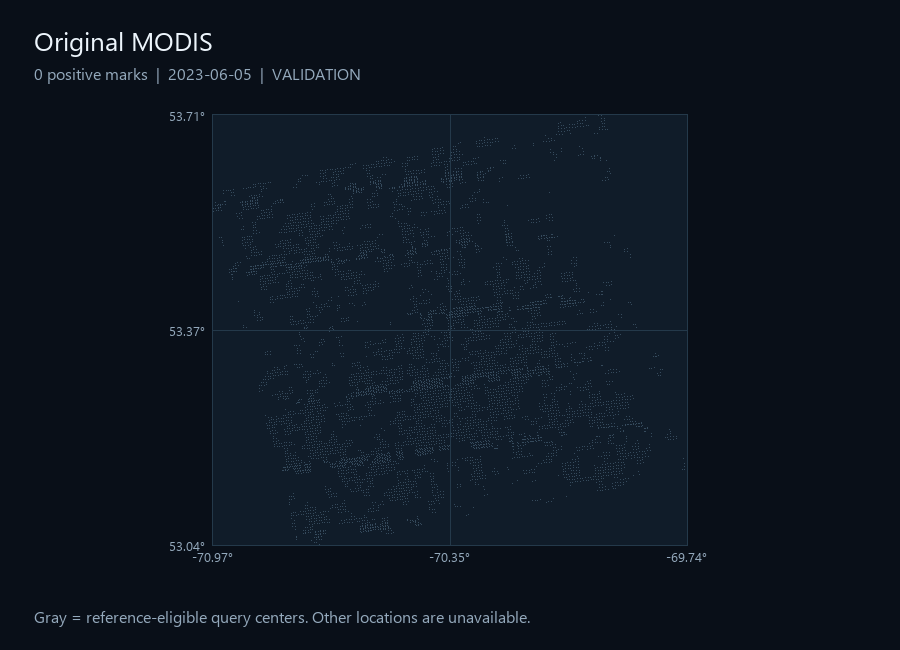 Original MODIS
0 positive marks | 2023-06-05 | VALIDATION
53.71°
53.37°
53.04°
-70.97°
-70.35°
-69.74°
Gray = reference-eligible query centers. Other locations are unavailable.